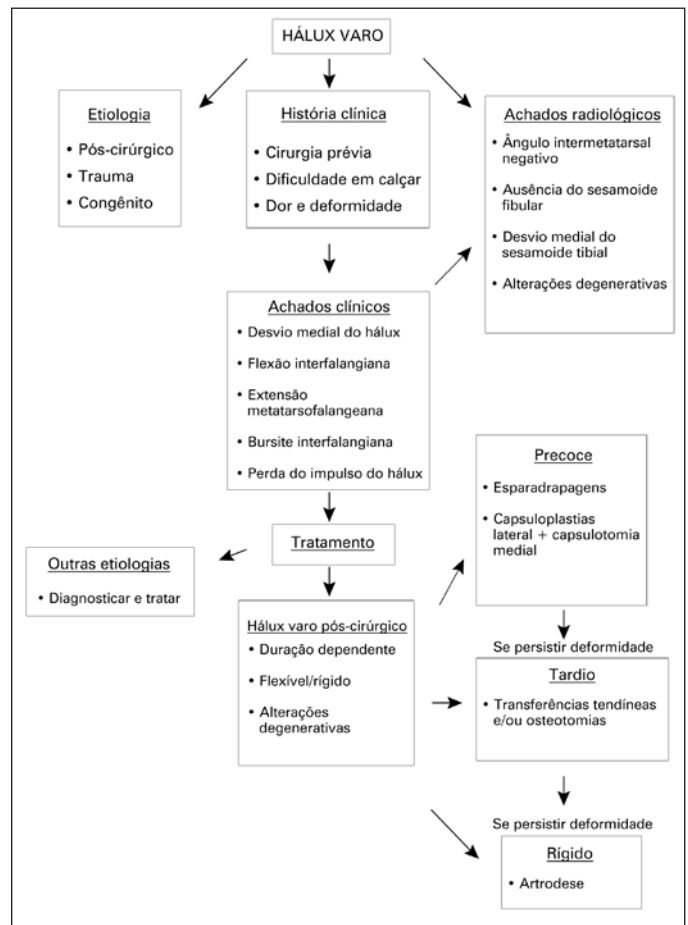 HÁLUX VARO
Etiologia
• Pós-cirúrgico
• Trauma
• Congênito
História clínica
• Cirurgia prévia
• Dificuldade em calçar
• Dor e deformidade
Achados radiológicos
• Ângulo intermetatarsal
negativo
• Ausência do sesamoide
fibular
• Desvio medial do
sesamoide tibial
• Alterações degenerativas
Achados clínicos
• Desvio medial do hálux
• Flexão interfalangiana
• Extensão
metatarsofalangeana
• Bursite interfalangiana
• Perda do impulso do hálux
Tratamento
Outras etiologias
• Diagnosticar e tratar
Hálux varo pós-cirúrgico
• Duração dependente
• Flexível/rígido
• Alterações
degenerativas
Precoce
• Esparadrapagens
• Capsuloplastias
lateral + capsulotomia
medial
Se persistir deformidade
Tardio
• Transferências tendíneas
e/ou osteotomias
Se persistir deformidade
Rígido
• Artrodese